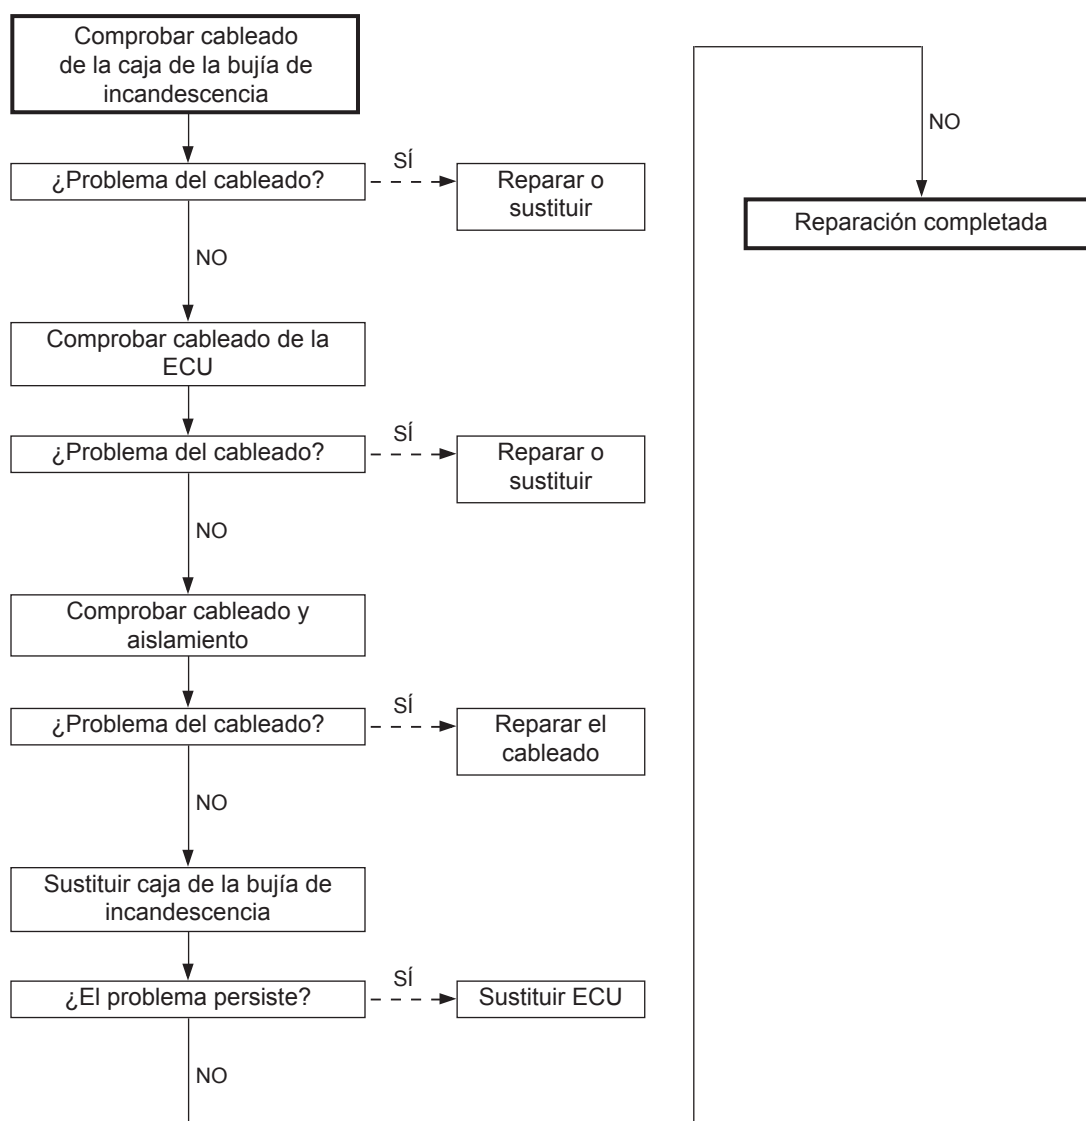 Comprobar cableado
de la caja de la bujía de
incandescencia
¿Problema del cableado?
SÍ
Reparar o
sustituir
NO
Comprobar cableado de la
ECU
¿Problema del cableado?
SÍ
Reparar o
sustituir
NO
Comprobar cableado y
aislamiento
¿Problema del cableado?
SÍ
Reparar el
cableado
NO
Sustituir caja de la bujía de
incandescencia
¿El problema persiste?
SÍ
Sustituir ECU
NO
NO
Reparación completada